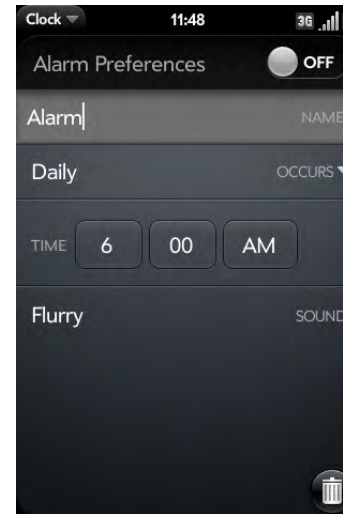 Clock 11:48 3G
Alarm Preferences OFF
Alarm NAME
Daily OCCURS
TIME 6 00 AM
Flurry SOUND